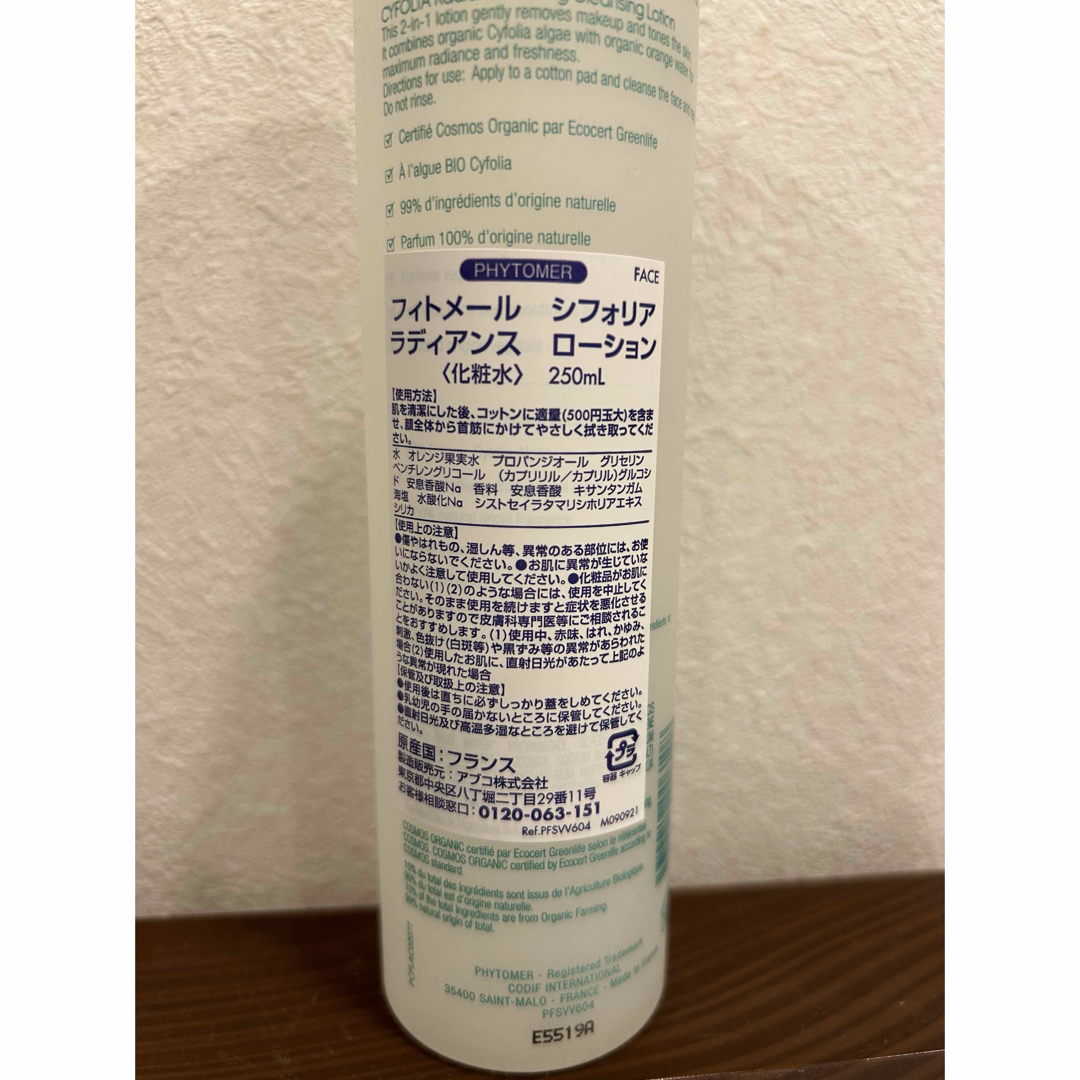 CYFOLIA Cleansing Lotion
This 2-in-1 lotion gently removes makeup and tones the skin
It combines organic Cyfolia algae with organic orange water for
maximum radiance and freshness.
Directions for use: Apply to a cotton pad and cleanse the face and
Do not rinse.
Certifié Cosmos Organic par Ecocert Greenlife
À l'algue BIO Cyfolia
99% d'ingrédients d'origine naturelle
Parfum 100% d'origine naturelle
PHYTOMER FACE
フィトメール シフォリア
ラディアンス ローション
〈化粧水〉 250mL
【使用方法】
肌を清潔にした後、コットンに適量(500円玉大)を含ま
せ、顔全体から首筋にかけてやさしく拭き取ってくだ
さい。
水 オレンジ果実水 プロパンジオール グリセリン
ペンチレングリコール (カプリリル/カプリル)グルコシ
ド 安息香酸Na 香料 安息香酸 キサンタンガム
海塩 水酸化Na シストセイラタマリシホリアエキス
シリカ
【使用上の注意】
●傷やはれもの、湿しん等、異常のある部位には、お使
いにならないでください。●お肌に異常が生じていな
いかよく注意して使用してください。●化粧品がお肌に
合わない(1)(2)のような場合には、使用を中止してく
ださい。そのまま使用を続けますと症状を悪化させる
ことがありますので皮膚科専門医等にご相談されるこ
とをおすすめします。(1)使用中、赤味、はれ、かゆみ、
刺激、色抜け(白斑等)や黒ずみ等の異常があらわれた
場合(2)使用したお肌に、直射日光があたって上記のよ
うな異常が現れた場合
【保管及び取扱上の注意】
●使用後は直ちに必ずしっかり蓋をしめてください。
●乳幼児の手の届かないところに保管してください。
●直射日光及び高温多湿なところを避けて保管してく
ださい。
原産国：フランス
製造販売元：アブコ株式会社
東京都中央区八丁堀二丁目29番11号
お客様相談窓口：0120-063-151
プラ
容器 キャップ
Ref.PFSVV604 M090921
COSMOS ORGANIC certifié par Ecocert Greenlife selon le référentiel
COSMOS. COSMOS ORGANIC certified by Ecocert Greenlife according to
COSMOS standard.
10% du total des ingrédients sont issus de l'Agriculture Biologique
99% du total est d'origine naturelle.
10% of the total ingredients are from Organic Farming.
99% natural origin of total.
PHYTOMER - Registered Trademark
CODIF INTERNATIONAL
35400 SAINT-MALO - FRANCE - Made in France
PFSVV604
E5519A